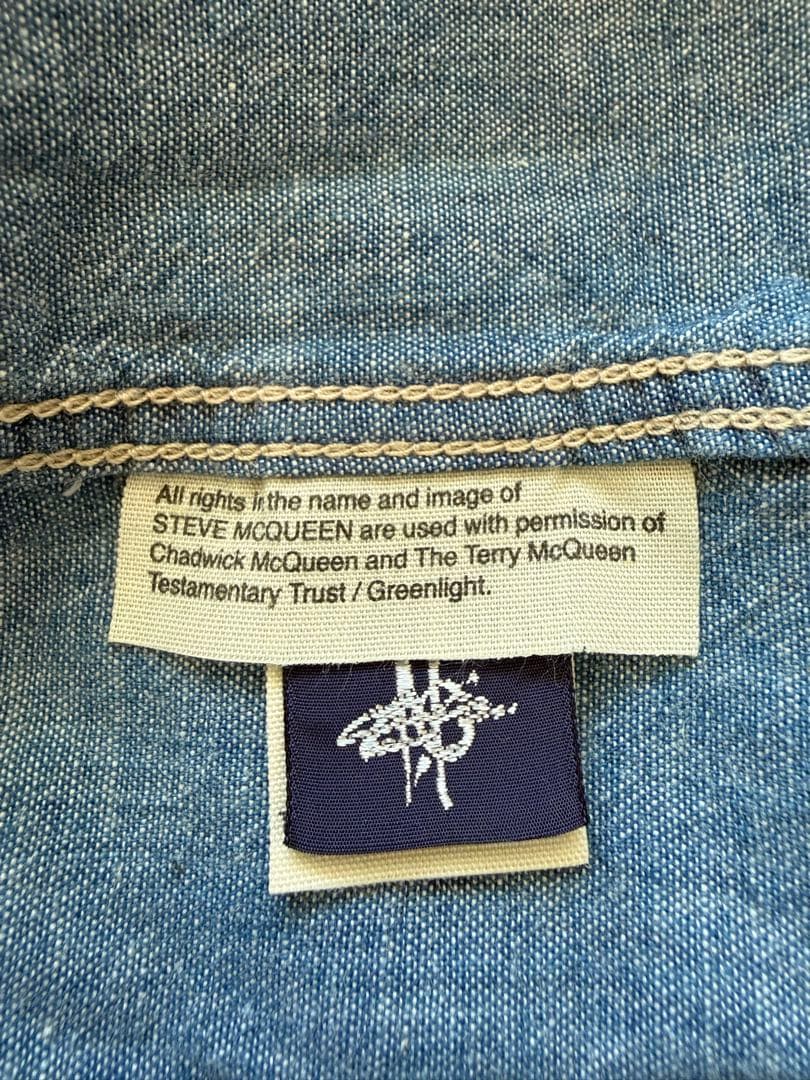 All rights in the name and image of
STEVE MCQUEEN are used with permission of
Chadwick McQueen and The Terry McQueen
Testamentary Trust / Greenlight.